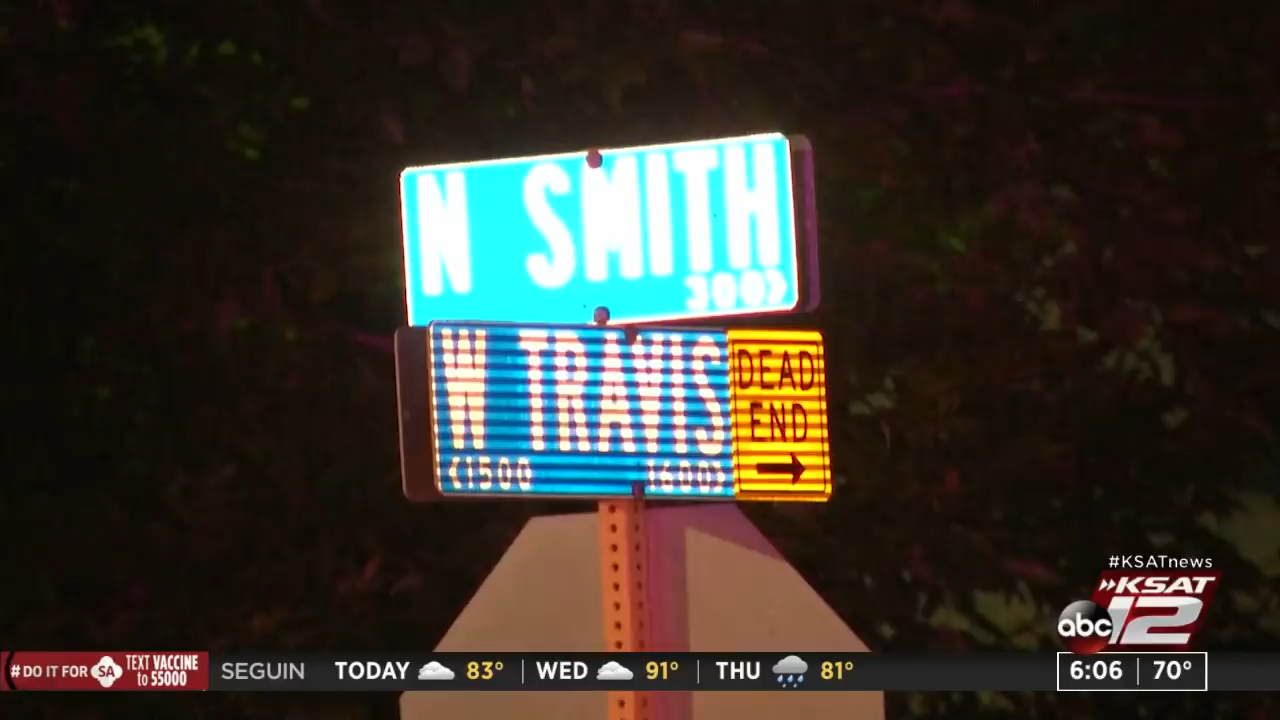 N SMITH
300>
W TRAVIS
<1500 1600>
DEAD
END
#KSATnews
KSAT
abc 12
# DO IT FOR SA TEXT VACCINE
to 55000
SEGUIN TODAY 83° WED 91° THU 81°
6:06 70°